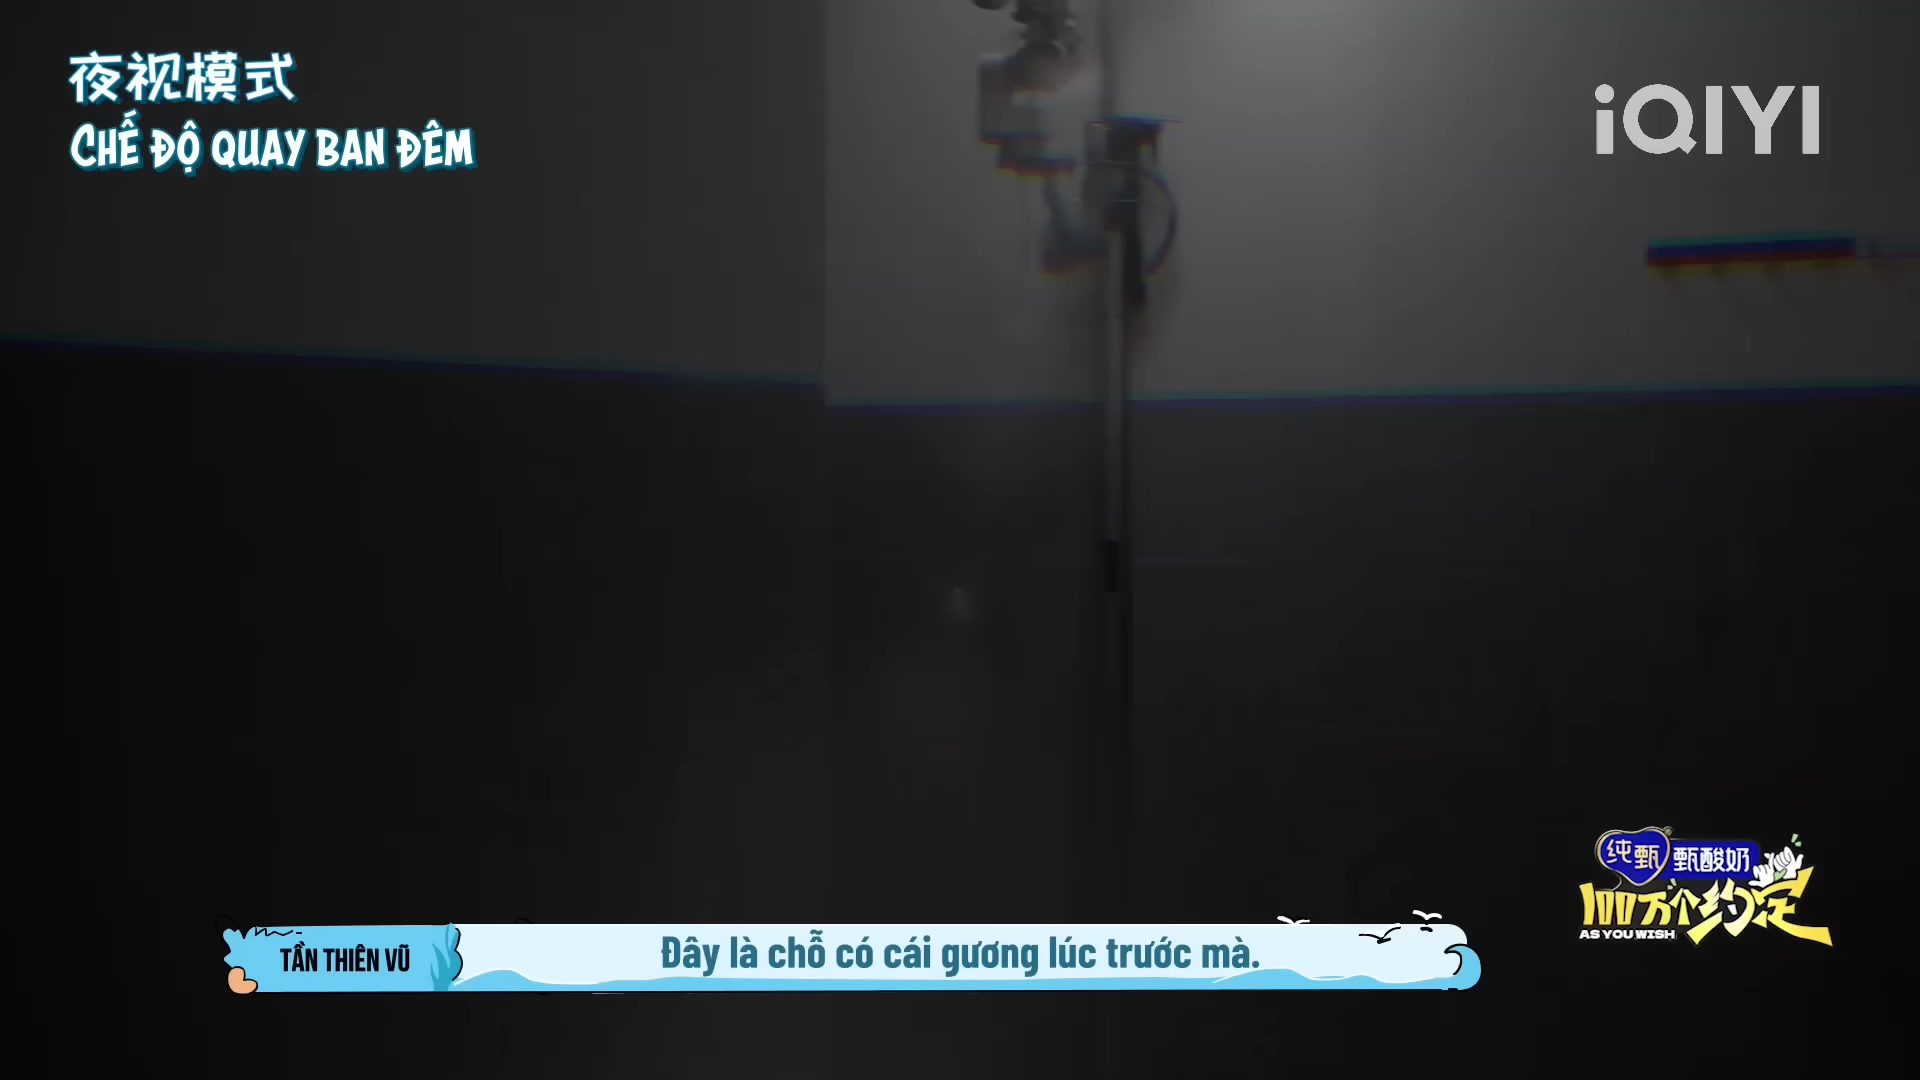 夜视模式
CHẾ ĐỘ QUAY BAN ĐÊM
iQIYI
纯甄 甄酸奶
100万个约定
AS YOU WISH
TẦN THIÊN VŨ
Đây là chỗ có cái gương lúc trước mà.